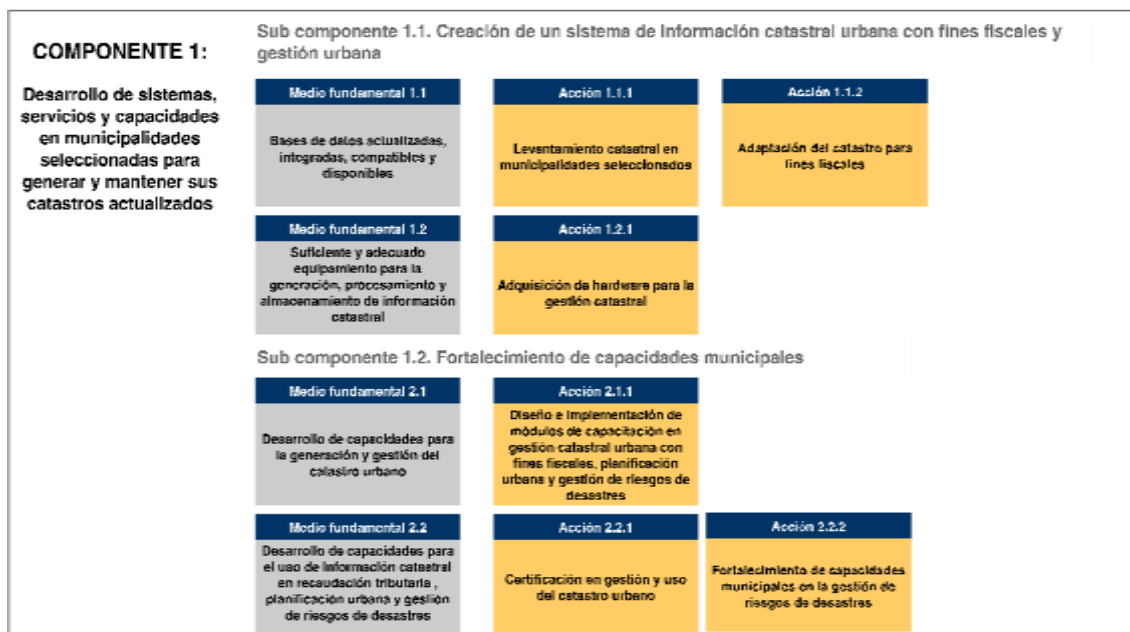 COMPONENTE 1:
Desarrollo de sistemas,
servicios y capacidades
en municipalidades
seleccionadas para
generar y mantener sus
catastros actualizados
Sub componente 1.1. Creación de un sistema de información catastral urbana con fines fiscales y
gestión urbana
Medio fundamental 1.1
Bases de datos actualizadas,
integradas, compatibles y
disponibles
Acción 1.1.1
Levantamiento catastral en
municipalidades seleccionados
Acción 1.1.2
Adaptación del catastro para
fines fiscales
Medio fundamental 1.2
Suficiente y adecuado
equipamiento para la
generación, procesamiento y
almacenamiento de información
catastral
Acción 1.2.1
Adquisición de hardware para la
gestión catastral
Sub componente 1.2. Fortalecimiento de capacidades municipales
Medio fundamental 2.1
Desarrollo de capacidades para
la generación y gestión del
catastro urbano
Acción 2.1.1
Diseño e implementación de
módulos de capacitación en
gestión catastral urbana con
fines fiscales, planificación
urbana y gestión de riesgos de
desastres
Medio fundamental 2.2
Desarrollo de capacidades para
el uso de información catastral
en recaudación tributaria ,
planificación urbana y gestión
de riesgos de desastres
Acción 2.2.1
Certificación en gestión y uso
del catastro urbano
Acción 2.2.2
Fortalecimiento de capacidades
municipales en la gestión de
riesgos de desastres